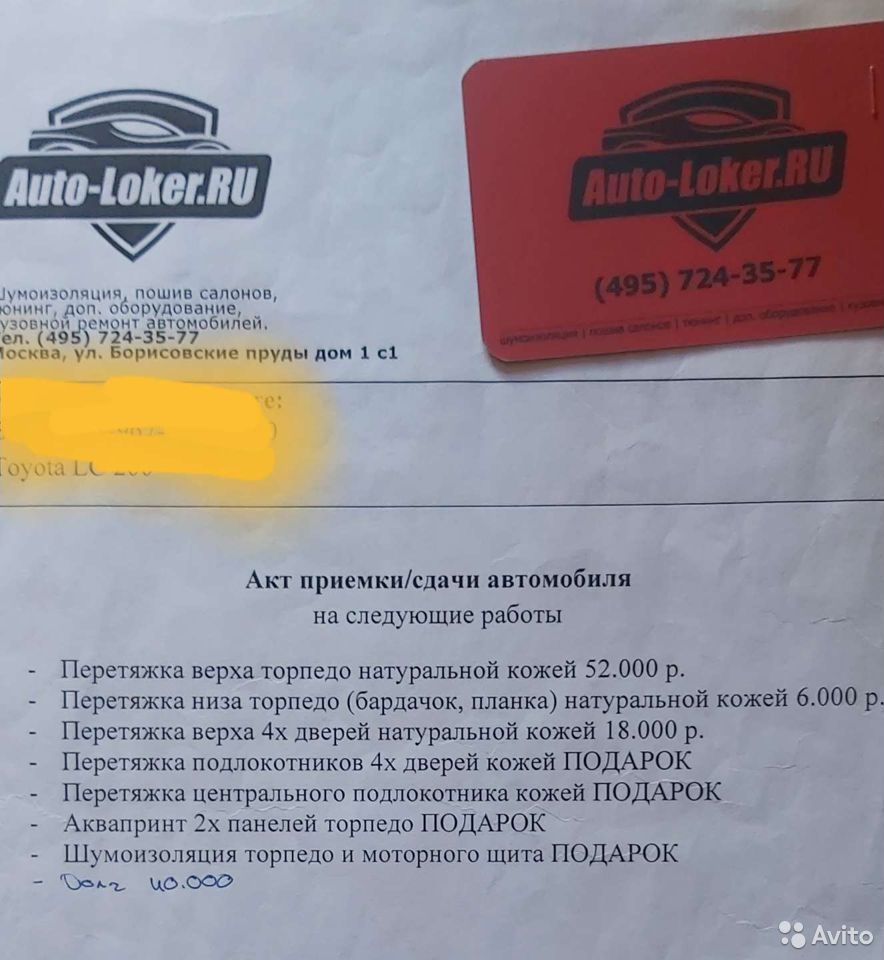 Auto-Loker.RU
Auto-Loker.RU
(495) 724-35-77
шумоизоляция | пошив салонов | тюнинг | доп. оборудование |
Шумоизоляция, пошив салонов,
тюнинг, доп. оборудование,
кузовной ремонт автомобилей.
Тел. (495) 724-35-77
Москва, ул. Борисовские пруды дом 1 с1
Toyota LC 200
Акт приемки/сдачи автомобиля
на следующие работы
- Перетяжка верха торпедо натуральной кожей 52.000 р.
- Перетяжка низа торпедо (бардачок, планка) натуральной кожей 6.000 р.
- Перетяжка верха 4х дверей натуральной кожей 18.000 р.
- Перетяжка подлокотников 4х дверей кожей ПОДАРОК
- Перетяжка центрального подлокотника кожей ПОДАРОК
- Аквапринт 2х панелей торпедо ПОДАРОК
- Шумоизоляция торпедо и моторного щита ПОДАРОК
- Долг 40.000
Avito